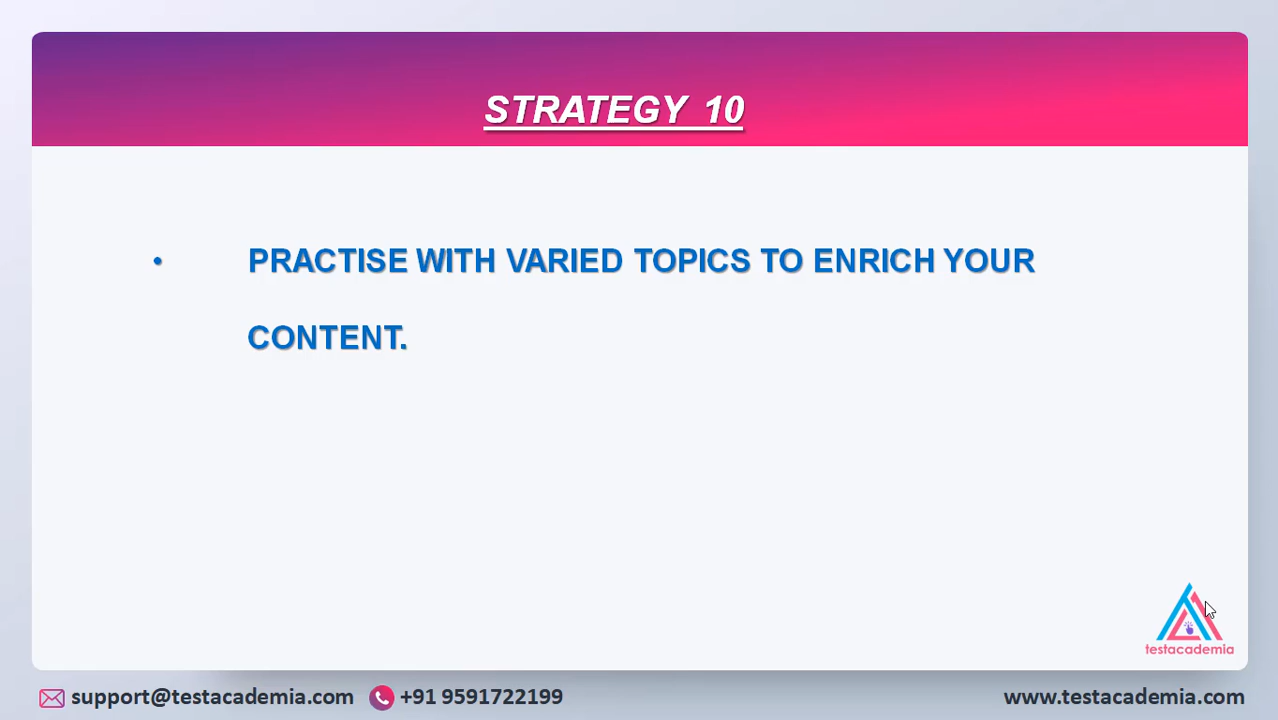 STRATEGY 10
• PRACTISE WITH VARIED TOPICS TO ENRICH YOUR
CONTENT.
testacademia
support@testacademia.com +91 9591722199 www.testacademia.com